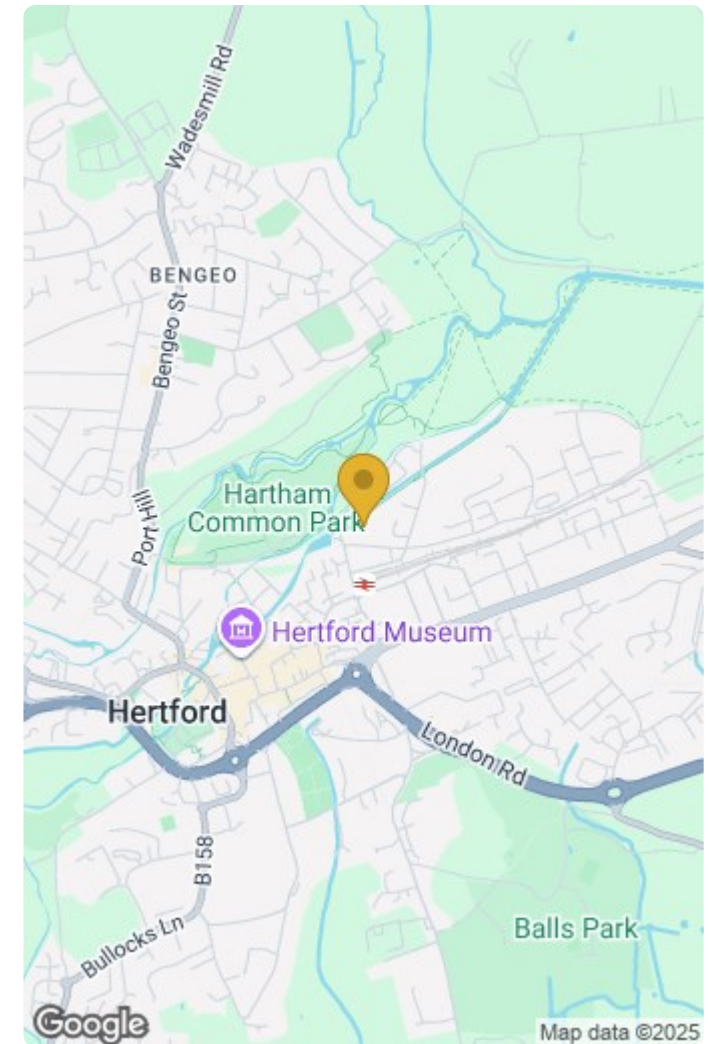 Wadesmill Rd
BENGEO
Bengeo St
Hartham
Common Park
Port Hill
Hertford Museum
Hertford
London Rd
B158
Bullocks Ln
Balls Park
Google
Map data ©2025